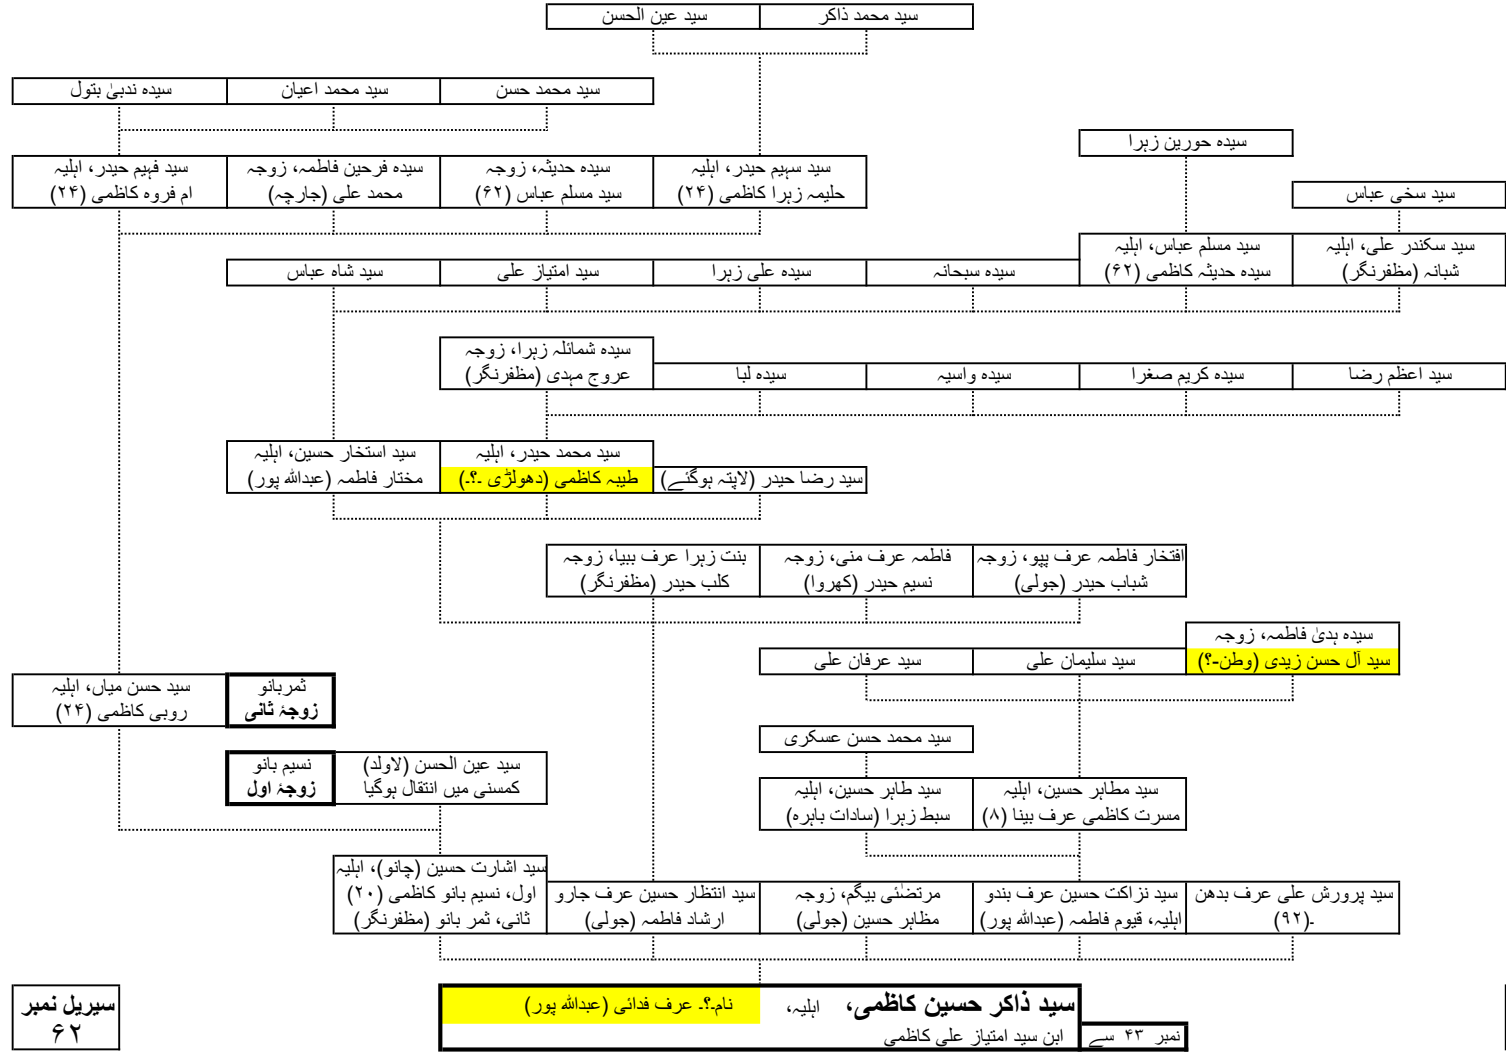 سید محمد ذاکر
سید عین الحسن
سید محمد حسن
سید محمد اعیان
سیدہ ندبیٰ بتول
سیدہ حورین زہرا
سید سہیم حیدر، اہلیہ
حلیمہ زہرا کاظمی (۲۴)
سیدہ حدیثہ، زوجہ
سید مسلم عباس (۶۲)
سیدہ فرحین فاطمہ، زوجہ
محمد علی (جارچہ)
سید فہیم حیدر، اہلیہ
ام فروہ کاظمی (۲۴)
سید سخی عباس
سید سکندر علی، اہلیہ
شبانہ (مظفرنگر)
سید مسلم عباس، اہلیہ
سیدہ حدیثہ کاظمی (۶۲)
سیدہ سبحانہ
سیدہ علی زہرا
سید امتیاز علی
سید شاہ عباس
سید اعظم رضا
سیدہ کریم صغرا
سیدہ واسیہ
سیدہ لبا
سیدہ شمائلہ زہرا، زوجہ
عروج مہدی (مظفرنگر)
سید رضا حیدر (لاپتہ ہوگئے)
سید محمد حیدر، اہلیہ
طیبہ کاظمی (دھولڑی ۔؟۔)
سید استخار حسین، اہلیہ
مختار فاطمہ (عبداللہ پور)
افتخار فاطمہ عرف پپو، زوجہ
شباب حیدر (جولی)
فاطمہ عرف منی، زوجہ
نسیم حیدر (کھروا)
بنت زہرا عرف ببیا، زوجہ
کلب حیدر (مظفرنگر)
سیدہ ہدیٰ فاطمہ، زوجہ
سید آل حسن زیدی (وطن-؟)
سید سلیمان علی
سید عرفان علی
ثمربانو
زوجۂ ثانی
سید حسن میاں، اہلیہ
روبی کاظمی (۲۴)
سید محمد حسن عسکری
سید عین الحسن (لاولد)
کمسنی میں انتقال ہوگیا
نسیم بانو
زوجۂ اول
سید مطاہر حسین، اہلیہ
مسرت کاظمی عرف بینا (۸)
سید طاہر حسین، اہلیہ
سبط زہرا (سادات باہرہ)
سید پرورش علی عرف بدھن
۔(۹۲)
سید نزاکت حسین عرف بندو
اہلیہ، قیوم فاطمہ (عبداللہ پور)
مرتضٰئی بیگم، زوجہ
مظاہر حسین (جولی)
سید انتظار حسین عرف جارو
ارشاد فاطمہ (جولی)
سید اشارت حسین (چانو)، اہلیہ
اول، نسیم بانو کاظمی (۲۰)
ثانی، ثمر بانو (مظفرنگر)
سید ذاکر حسین کاظمی، اہلیہ، نام۔؟۔ عرف فدائی (عبداللہ پور)
نمبر ۴۳ سے ابن سید امتیاز علی کاظمی
سیریل نمبر
۶۲